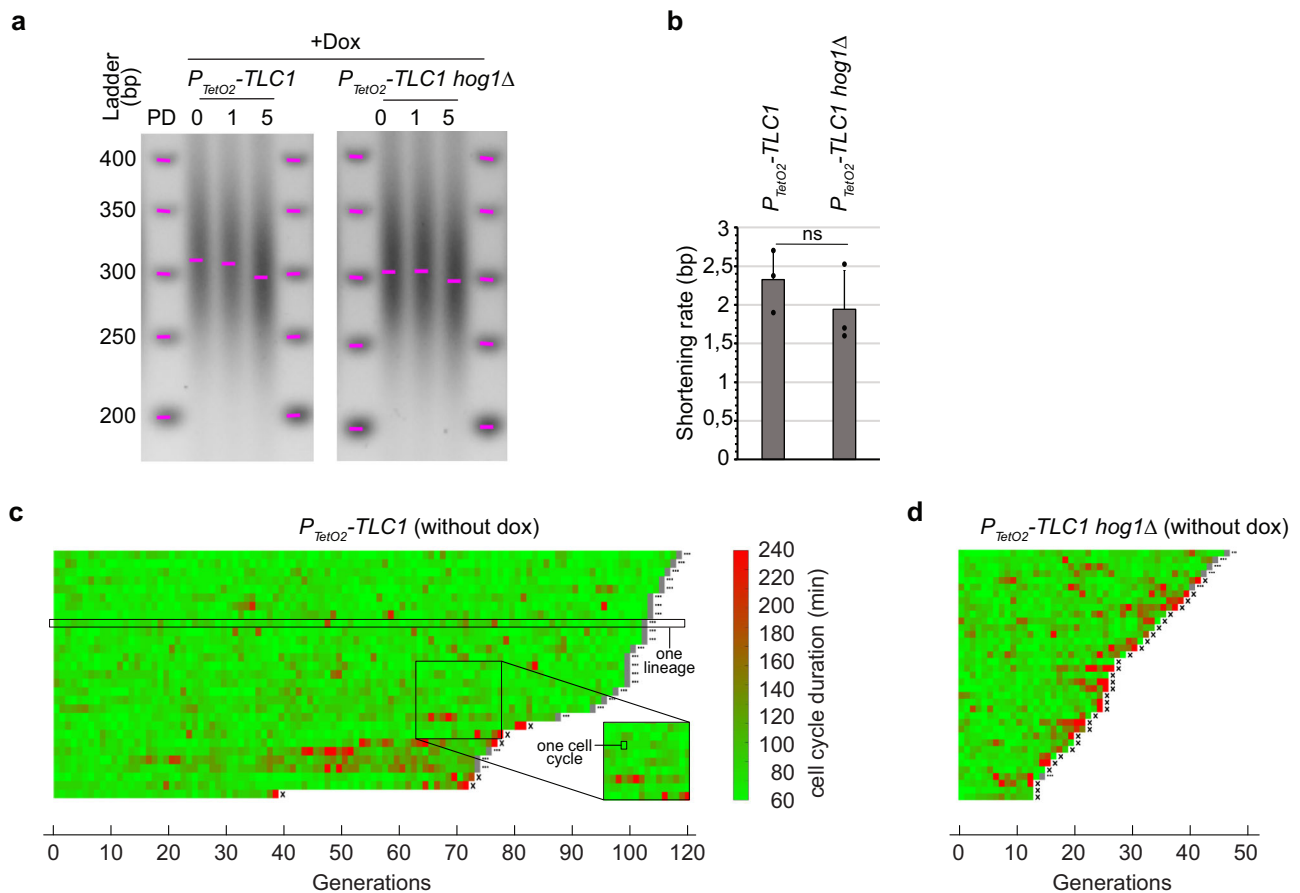 a
+Dox
Ladder (bp)
P_TetO2-TLC1
P_TetO2-TLC1 hog1Δ
PD 0 1 5
0 1 5
400
350
300
250
200
b
P_TetO2-TLC1
P_TetO2-TLC1 hog1Δ
ns
Shortening rate (bp)
3
2,5
2
1,5
1
0,5
0
c
P_TetO2-TLC1 (without dox)
one
lineage
one cell
cycle
240
220
200
180
160
140
120
100
80
60
cell cycle duration (min)
0 10 20 30 40 50 60 70 80 90 100 110 120
Generations
d
P_TetO2-TLC1 hog1Δ (without dox)
0 10 20 30 40 50
Generations